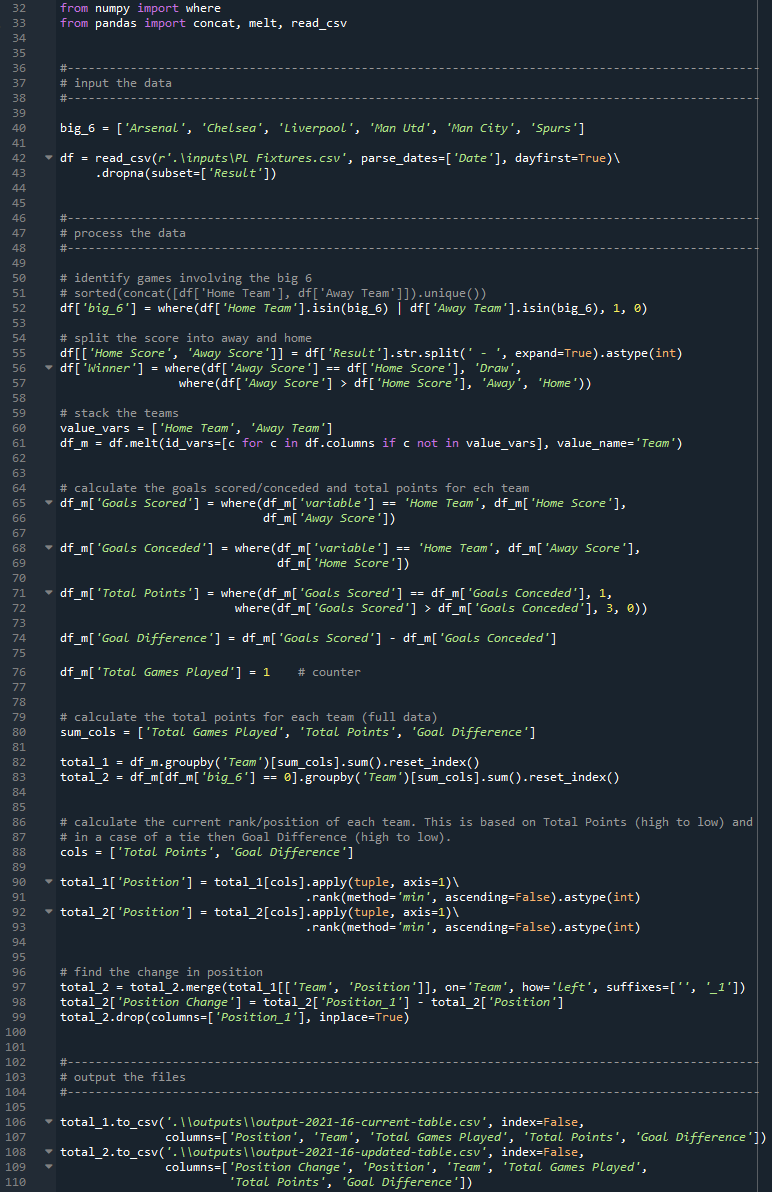 32 from numpy import where
33 from pandas import concat, melt, read_csv
34
35
36 #---------------------------------------------------------------------------------------------------
37 # input the data
38 #---------------------------------------------------------------------------------------------------
39
40 big_6 = ['Arsenal', 'Chelsea', 'Liverpool', 'Man Utd', 'Man City', 'Spurs']
41
42 df = read_csv(r'.\inputs\PL Fixtures.csv', parse_dates=['Date'], dayfirst=True)\
43      .dropna(subset=['Result'])
44
45
46 #---------------------------------------------------------------------------------------------------
47 # process the data
48 #---------------------------------------------------------------------------------------------------
49
50 # identify games involving the big 6
51 # sorted(concat([df['Home Team'], df['Away Team']]).unique())
52 df['big_6'] = where(df['Home Team'].isin(big_6) | df['Away Team'].isin(big_6), 1, 0)
53
54 # split the score into away and home
55 df[['Home Score', 'Away Score']] = df['Result'].str.split(' - ', expand=True).astype(int)
56 df['Winner'] = where(df['Away Score'] == df['Home Score'], 'Draw',
57                  where(df['Away Score'] > df['Home Score'], 'Away', 'Home'))
58
59 # stack the teams
60 value_vars = ['Home Team', 'Away Team']
61 df_m = df.melt(id_vars=[c for c in df.columns if c not in value_vars], value_name='Team')
62
63
64 # calculate the goals scored/conceded and total points for ech team
65 df_m['Goals Scored'] = where(df_m['variable'] == 'Home Team', df_m['Home Score'],
66                              df_m['Away Score'])
67
68 df_m['Goals Conceded'] = where(df_m['variable'] == 'Home Team', df_m['Away Score'],
69                                df_m['Home Score'])
70
71 df_m['Total Points'] = where(df_m['Goals Scored'] == df_m['Goals Conceded'], 1,
72                          where(df_m['Goals Scored'] > df_m['Goals Conceded'], 3, 0))
73
74 df_m['Goal Difference'] = df_m['Goals Scored'] - df_m['Goals Conceded']
75
76 df_m['Total Games Played'] = 1    # counter
77
78
79 # calculate the total points for each team (full data)
80 sum_cols = ['Total Games Played', 'Total Points', 'Goal Difference']
81
82 total_1 = df_m.groupby('Team')[sum_cols].sum().reset_index()
83 total_2 = df_m[df_m['big_6'] == 0].groupby('Team')[sum_cols].sum().reset_index()
84
85
86 # calculate the current rank/position of each team. This is based on Total Points (high to low) and
87 # in a case of a tie then Goal Difference (high to low).
88 cols = ['Total Points', 'Goal Difference']
89
90 total_1['Position'] = total_1[cols].apply(tuple, axis=1)\
91                                    .rank(method='min', ascending=False).astype(int)
92 total_2['Position'] = total_2[cols].apply(tuple, axis=1)\
93                                    .rank(method='min', ascending=False).astype(int)
94
95
96 # find the change in position
97 total_2 = total_2.merge(total_1[['Team', 'Position']], on='Team', how='left', suffixes=['', '_1'])
98 total_2['Position Change'] = total_2['Position_1'] - total_2['Position']
99 total_2.drop(columns=['Position_1'], inplace=True)
100
101
102 #---------------------------------------------------------------------------------------------------
103 # output the files
104 #---------------------------------------------------------------------------------------------------
105
106 total_1.to_csv('.\\outputs\\output-2021-16-current-table.csv', index=False,
107                columns=['Position', 'Team', 'Total Games Played', 'Total Points', 'Goal Difference'])
108 total_2.to_csv('.\\outputs\\output-2021-16-updated-table.csv', index=False,
109                columns=['Position Change', 'Position', 'Team', 'Total Games Played',
110                         'Total Points', 'Goal Difference'])